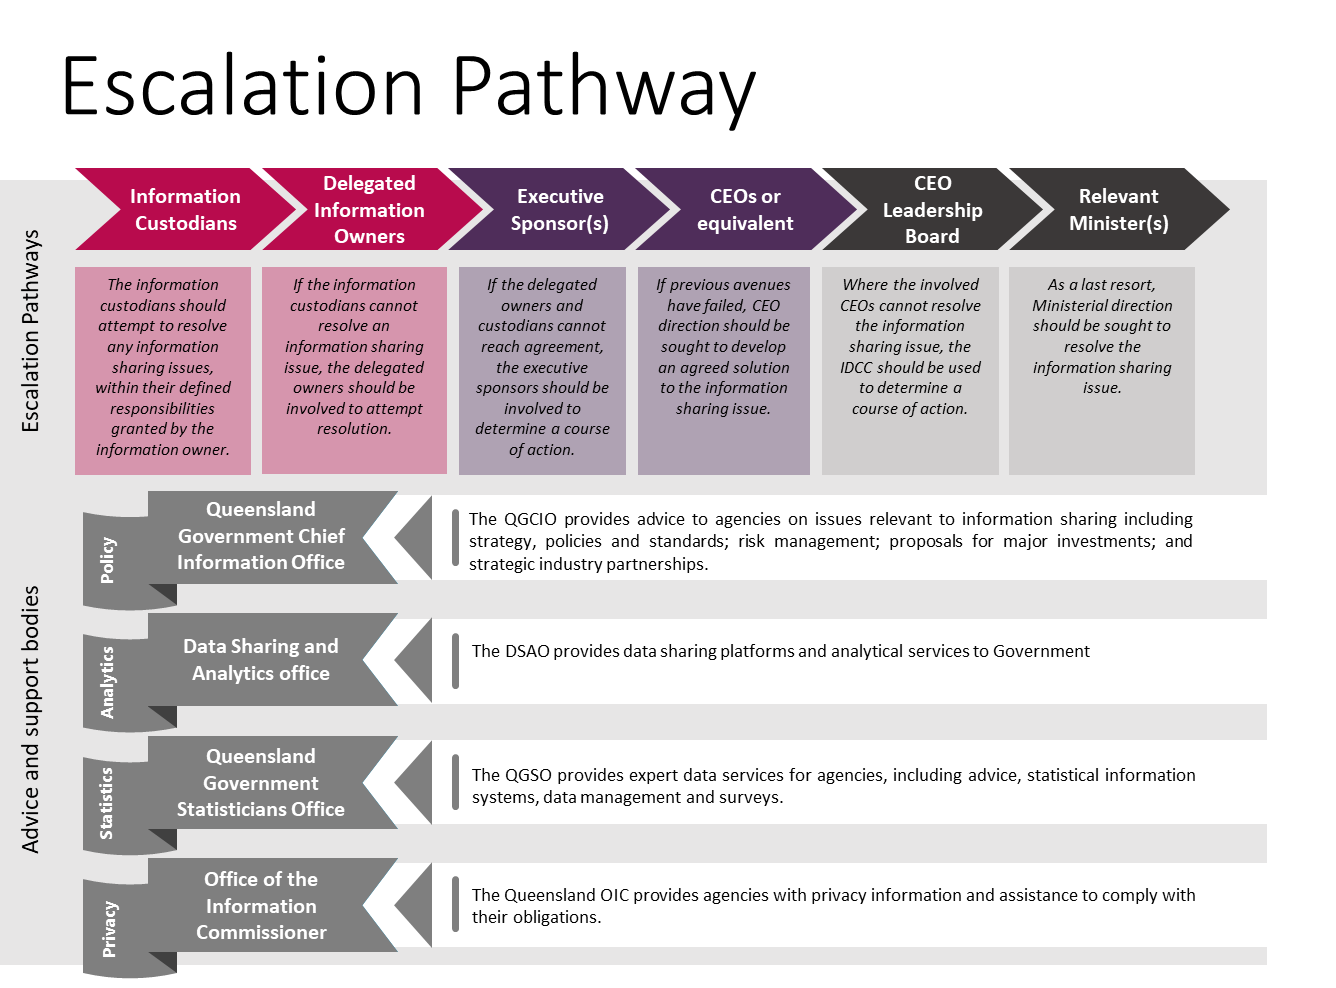 Escalation Pathway
Escalation Pathways
Information
Custodians
Delegated
Information
Owners
Executive
Sponsor(s)
CEOs or
equivalent
CEO
Leadership
Board
Relevant
Minister(s)
The information
custodians should
attempt to resolve
any information
sharing issues,
within their defined
responsibilities
granted by the
information owner.
If the information
custodians cannot
resolve an
information sharing
issue, the delegated
owners should be
involved to attempt
resolution.
If the delegated
owners and
custodians cannot
reach agreement,
the executive
sponsors should be
involved to
determine a course
of action.
If previous avenues
have failed, CEO
direction should be
sought to develop
an agreed solution
to the information
sharing issue.
Where the involved
CEOs cannot resolve
the information
sharing issue, the
IDCC should be used
to determine a
course of action.
As a last resort,
Ministerial direction
should be sought to
resolve the
information sharing
issue.
Advice and support bodies
Policy
Queensland
Government Chief
Information Office
The QGCIO provides advice to agencies on issues relevant to information sharing including
strategy, policies and standards; risk management; proposals for major investments; and
strategic industry partnerships.
Analytics
Data Sharing and
Analytics office
The DSAO provides data sharing platforms and analytical services to Government
Statistics
Queensland
Government
Statisticians Office
The QGSO provides expert data services for agencies, including advice, statistical information
systems, data management and surveys.
Privacy
Office of the
Information
Commissioner
The Queensland OIC provides agencies with privacy information and assistance to comply with
their obligations.